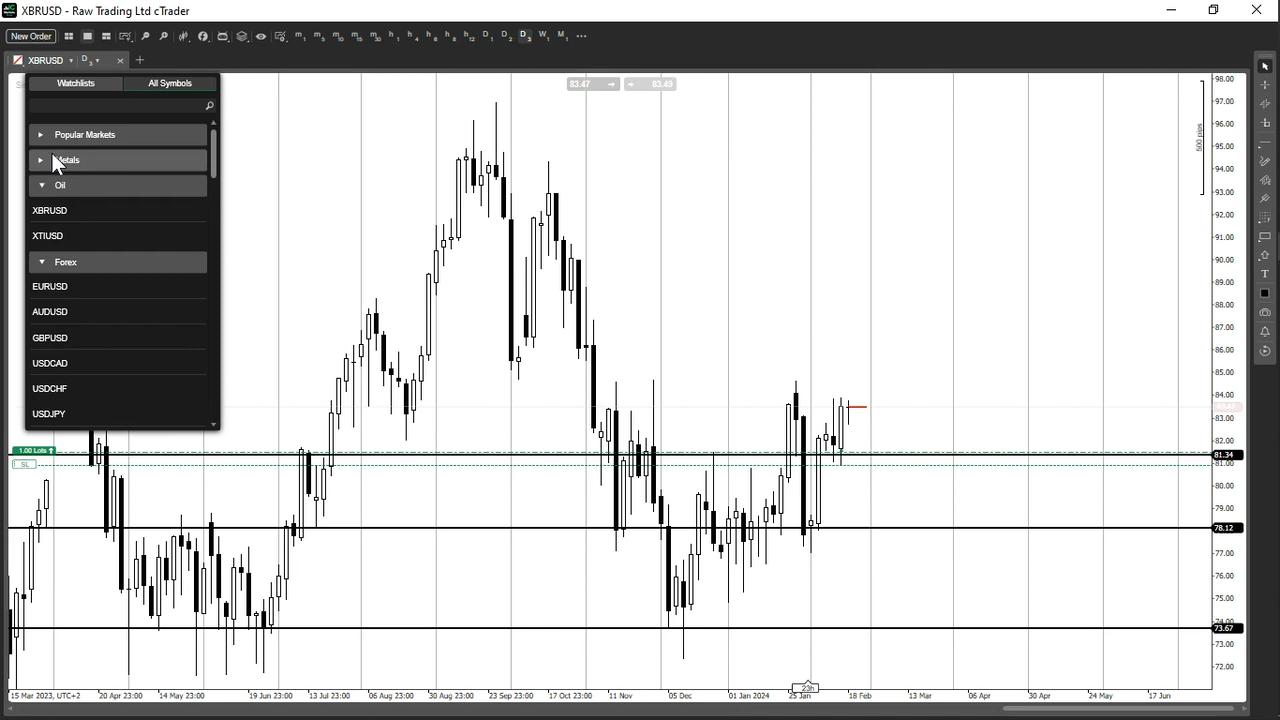 XBRUSD - Raw Trading Ltd cTrader
New Order
XBRUSD D3
Watchlists All Symbols
83.47 83.49
Popular Markets
Metals
Oil
XBRUSD
XTIUSD
Forex
EURUSD
AUDUSD
GBPUSD
USDCAD
USDCHF
USDJPY
1.00 Lots
SL
500 pips
98.00
97.00
96.00
95.00
94.00
93.00
92.00
91.00
90.00
89.00
88.00
87.00
86.00
85.00
84.00
83.00
82.00
81.34
81.00
80.00
79.00
78.12
77.00
76.00
75.00
74.00
73.67
72.00
23h
15 Mar 2023, UTC+2 20 Apr 23:00 14 May 23:00 19 Jun 23:00 13 Jul 23:00 06 Aug 23:00 30 Aug 23:00 23 Sep 23:00 17 Oct 23:00 11 Nov 05 Dec 01 Jan 2024 25 Jan 18 Feb 13 Mar 06 Apr 30 Apr 24 May 17 Jun